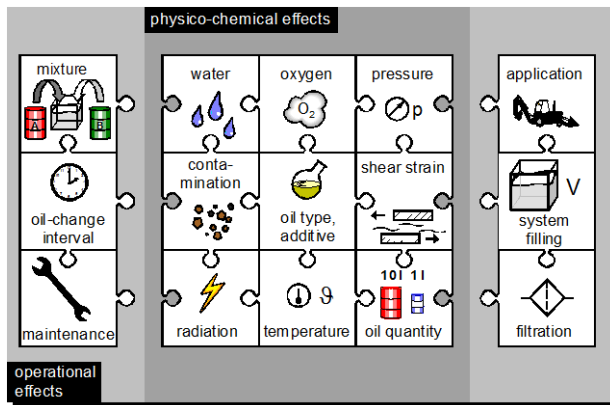 physico-chemical effects
mixture
A
B
water
oxygen
O2
pressure
p
application
oil-change
interval
conta-
mination
oil type,
additive
shear strain
V
system
filling
maintenance
radiation
ϑ
temperature
10 l 1 l
oil quantity
filtration
operational
effects